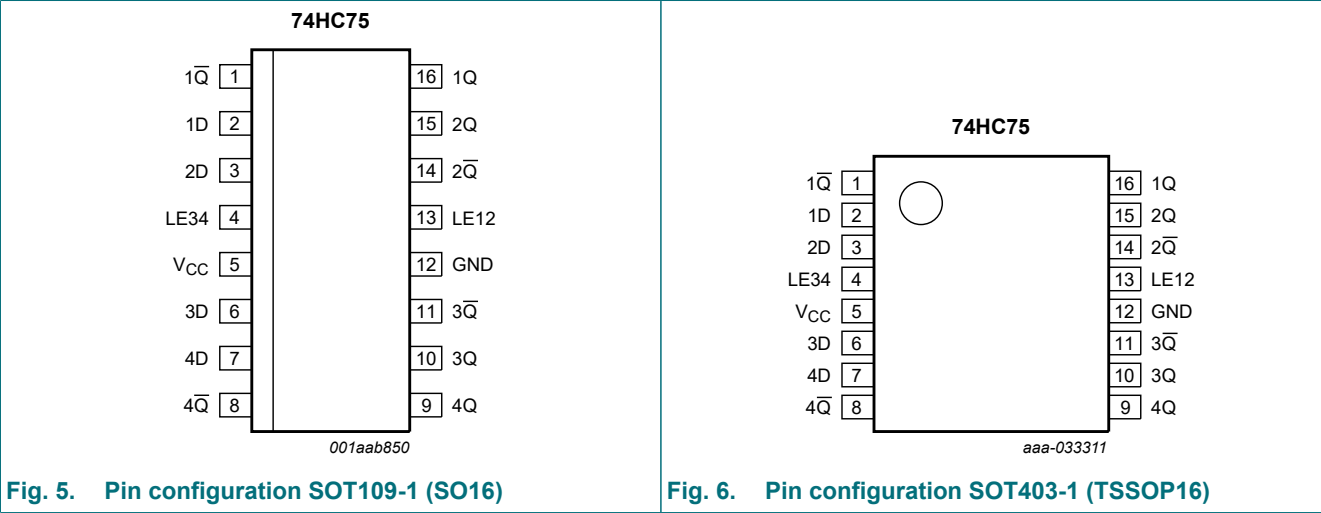 74HC75
1Q̅ 1 16 1Q
1D 2 15 2Q
2D 3 14 2Q̅
LE34 4 13 LE12
VCC 5 12 GND
3D 6 11 3Q̅
4D 7 10 3Q
4Q̅ 8 9 4Q
001aab850
Fig. 5. Pin configuration SOT109-1 (SO16)
74HC75
1Q̅ 1 16 1Q
1D 2 15 2Q
2D 3 14 2Q̅
LE34 4 13 LE12
VCC 5 12 GND
3D 6 11 3Q̅
4D 7 10 3Q
4Q̅ 8 9 4Q
aaa-033311
Fig. 6. Pin configuration SOT403-1 (TSSOP16)